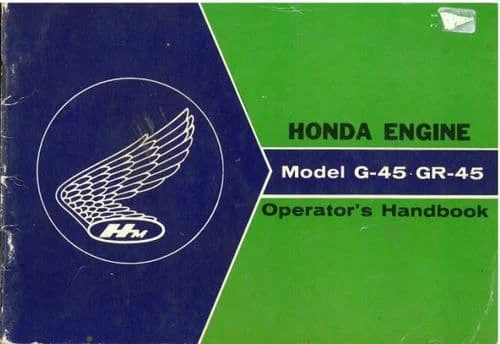 HONDA ENGINE
Model G-45·GR-45
Operator's Handbook
HM